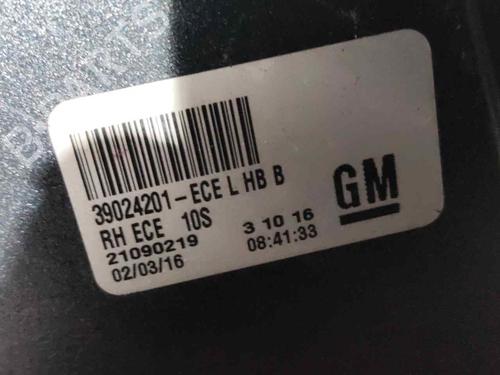 39024201-ECE L HB B
RH ECE 10S
21090219
02/03/16
3 10 16
08:41:33
GM